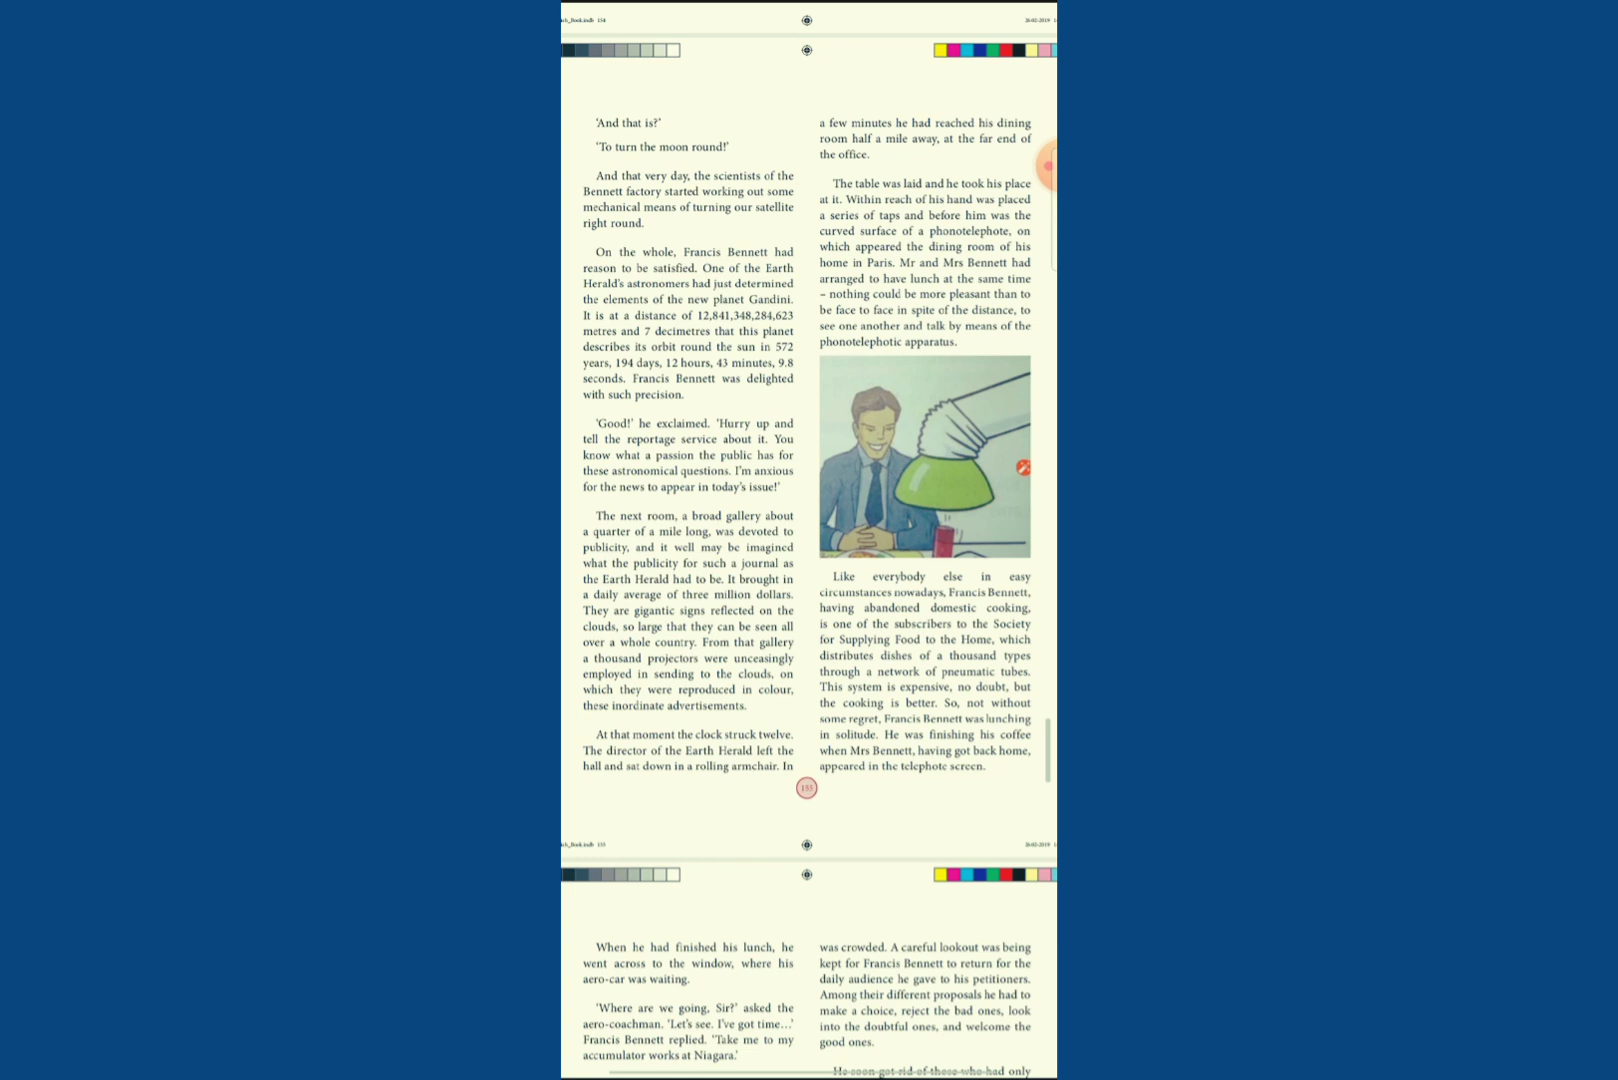 26-02-2019
‘And that is?’
‘To turn the moon round!’
And that very day, the scientists of the
Bennett factory started working out some
mechanical means of turning our satellite
right round.
On the whole, Francis Bennett had
reason to be satisfied. One of the Earth
Herald’s astronomers had just determined
the elements of the new planet Gandini.
It is at a distance of 12,841,348,284,623
metres and 7 decimetres that this planet
describes its orbit round the sun in 572
years, 194 days, 12 hours, 43 minutes, 9.8
seconds. Francis Bennett was delighted
with such precision.
‘Good!’ he exclaimed. ‘Hurry up and
tell the reportage service about it. You
know what a passion the public has for
these astronomical questions. I’m anxious
for the news to appear in today’s issue!’
The next room, a broad gallery about
a quarter of a mile long, was devoted to
publicity, and it well may be imagined
what the publicity for such a journal as
the Earth Herald had to be. It brought in
a daily average of three million dollars.
They are gigantic signs reflected on the
clouds, so large that they can be seen all
over a whole country. From that gallery
a thousand projectors were unceasingly
employed in sending to the clouds, on
which they were reproduced in colour,
these inordinate advertisements.
At that moment the clock struck twelve.
The director of the Earth Herald left the
hall and sat down in a rolling armchair. In
a few minutes he had reached his dining
room half a mile away, at the far end of
the office.
The table was laid and he took his place
at it. Within reach of his hand was placed
a series of taps and before him was the
curved surface of a phonotelephote, on
which appeared the dining room of his
home in Paris. Mr and Mrs Bennett had
arranged to have lunch at the same time
– nothing could be more pleasant than to
be face to face in spite of the distance, to
see one another and talk by means of the
phonotelephotic apparatus.
Like everybody else in easy
circumstances nowadays, Francis Bennett,
having abandoned domestic cooking,
is one of the subscribers to the Society
for Supplying Food to the Home, which
distributes dishes of a thousand types
through a network of pneumatic tubes.
This system is expensive, no doubt, but
the cooking is better. So, not without
some regret, Francis Bennett was lunching
in solitude. He was finishing his coffee
when Mrs Bennett, having got back home,
appeared in the telephote screen.
155
26-02-2019
When he had finished his lunch, he
went across to the window, where his
aero-car was waiting.
‘Where are we going, Sir?’ asked the
aero-coachman. ‘Let’s see. I’ve got time…’
Francis Bennett replied. ‘Take me to my
accumulator works at Niagara.’
was crowded. A careful lookout was being
kept for Francis Bennett to return for the
daily audience he gave to his petitioners.
Among their different proposals he had to
make a choice, reject the bad ones, look
into the doubtful ones, and welcome the
good ones.
He soon got rid of those who had only